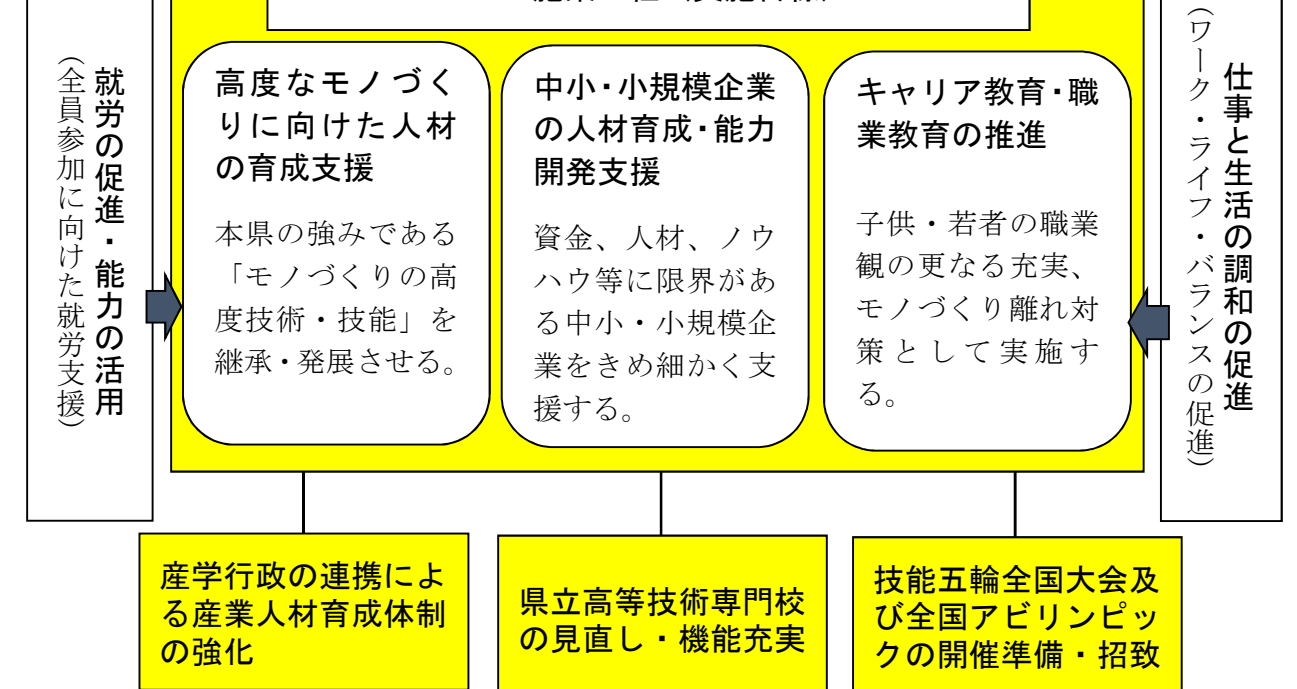 就労の促進・能力の活用
(全員参加に向けた就労支援)
高度なモノづく
りに向けた人材
の育成支援
本県の強みである
「モノづくりの高
度技術・技能」を
継承・発展させる。
中小・小規模企業
の人材育成・能力
開発支援
資金、人材、ノウ
ハウ等に限界があ
る中小・小規模企
業をきめ細かく支
援する。
キャリア教育・職
業教育の推進
子供・若者の職業
観の更なる充実、
モノづくり離れ対
策として実施す
る。
仕事と生活の調和の促進
(ワーク・ライフ・バランスの促進)
産学行政の連携によ
る産業人材育成体制
の強化
県立高等技術専門校
の見直し・機能充実
技能五輪全国大会及
び全国アビリンピッ
クの開催準備・招致